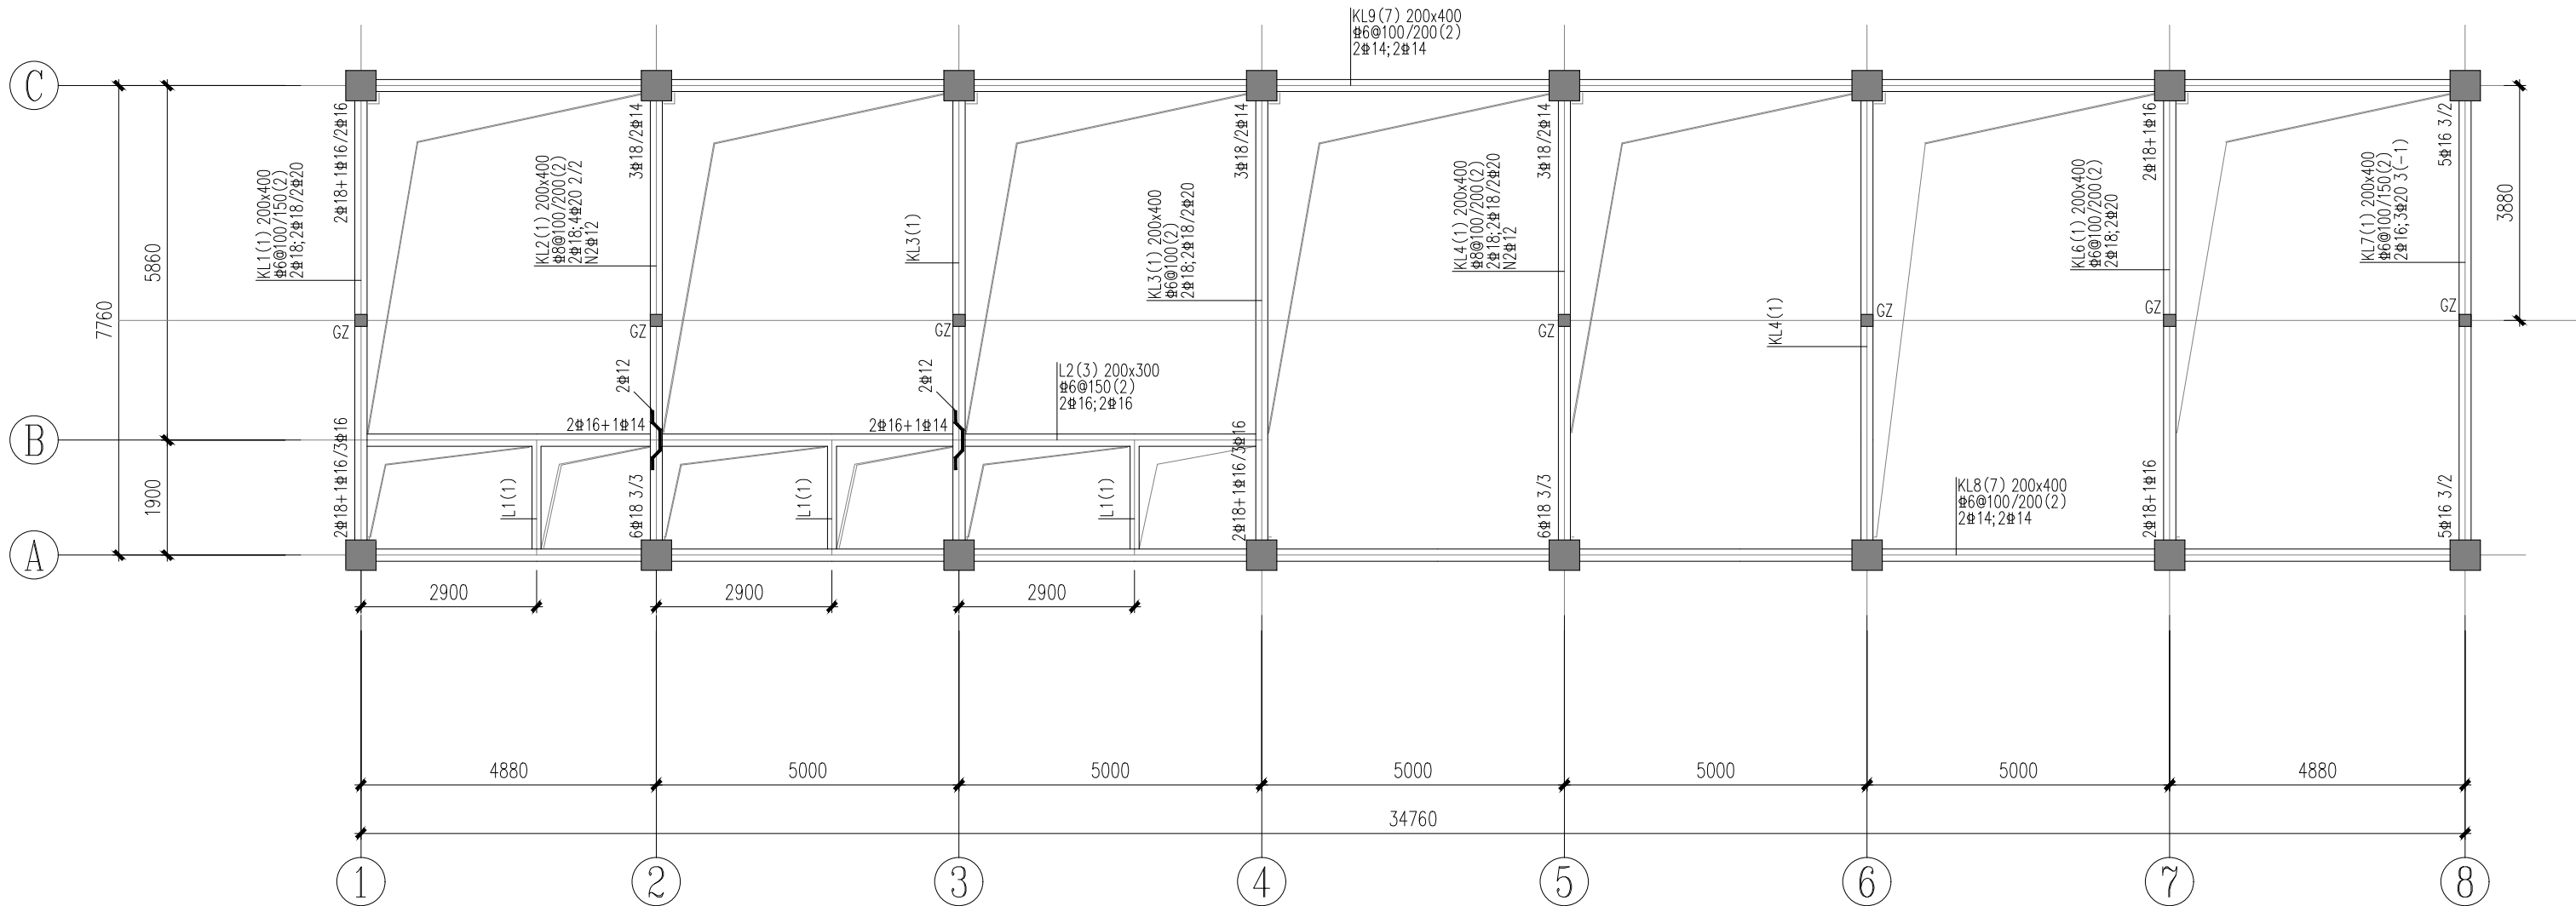 KL9(7) 200x400
Φ6@100/200(2)
2Φ14;2Φ14
C
2Φ18+1Φ16/2Φ16
3Φ18/2Φ14
3Φ18/2Φ14
3Φ18/2Φ14
2Φ18+1Φ16
5Φ16 3/2
KL1(1) 200x400
Φ6@100/150(2)
2Φ18;2Φ18/2Φ20
KL2(1) 200x400
Φ8@100/200(2)
2Φ18;4Φ20 2/2
N2Φ12
KL3(1)
KL3(1) 200x400
Φ6@100(2)
2Φ18;2Φ18/2Φ20
KL4(1) 200x400
Φ8@100/200(2)
2Φ18;2Φ18/2Φ20
N2Φ12
KL4(1)
KL6(1) 200x400
Φ6@100/200(2)
2Φ18;2Φ20
KL7(1) 200x400
Φ6@100/150(2)
2Φ16;3Φ20 3(-1)
3880
5860
7760
1900
GZ
GZ
GZ
GZ
GZ
GZ
GZ
2Φ12
2Φ12
L2(3) 200x300
Φ6@150(2)
2Φ16;2Φ16
2Φ16+1Φ14
2Φ16+1Φ14
B
2Φ18+1Φ16/3Φ16
6Φ18 3/3
2Φ18+1Φ16/3Φ16
6Φ18 3/3
2Φ18+1Φ16
5Φ16 3/2
L1(1)
L1(1)
L1(1)
KL8(7) 200x400
Φ6@100/200(2)
2Φ14;2Φ14
A
2900
2900
2900
4880
5000
5000
5000
5000
5000
4880
34760
1
2
3
4
5
6
7
8